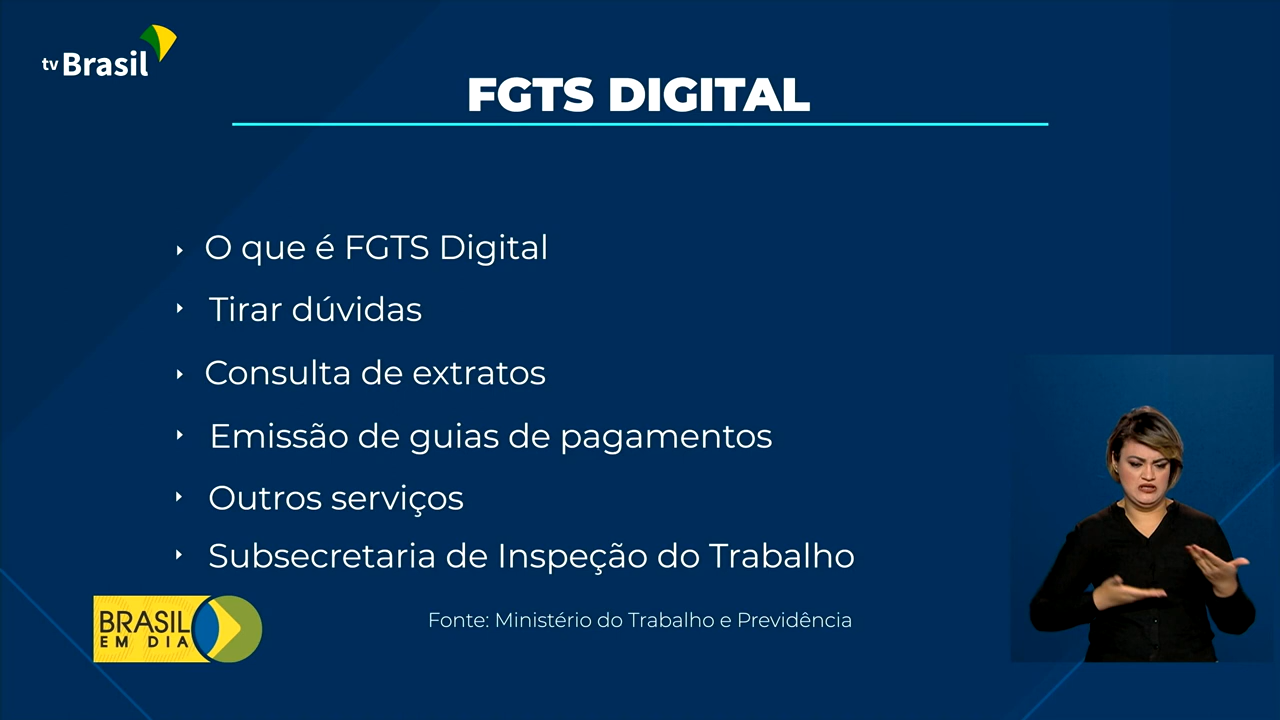 tv Brasil
FGTS DIGITAL
O que é FGTS Digital
Tirar dúvidas
Consulta de extratos
Emissão de guias de pagamentos
Outros serviços
Subsecretaria de Inspeção do Trabalho
Fonte: Ministério do Trabalho e Previdência
BRASIL
EM DIA